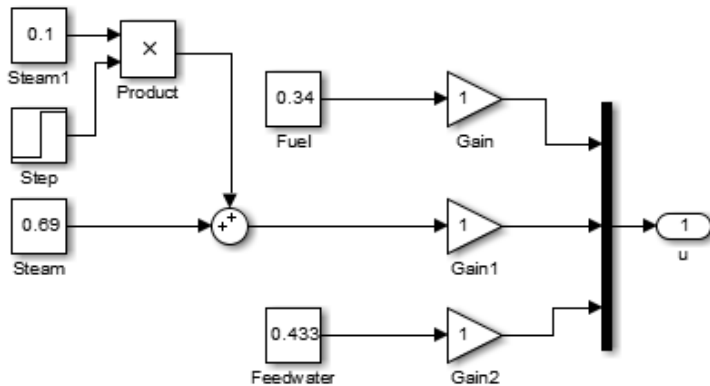 0.1
Steam1
×
Product
Step
0.69
Steam
+
+
0.34
Fuel
1
Gain
1
Gain1
0.433
Feedwater
1
Gain2
1
u